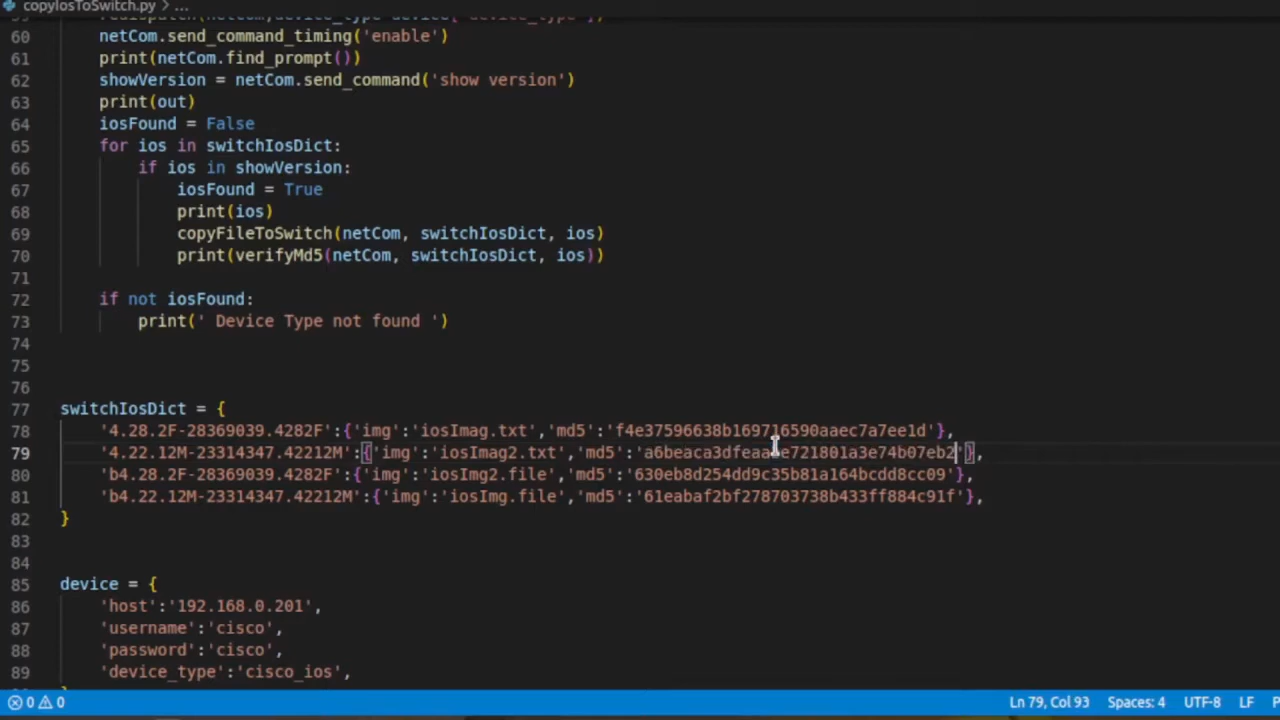 copyIosToSwitch.py > ...
60 netCom.send_command_timing('enable')
61 print(netCom.find_prompt())
62 showVersion = netCom.send_command('show version')
63 print(out)
64 iosFound = False
65 for ios in switchIosDict:
66 if ios in showVersion:
67 iosFound = True
68 print(ios)
69 copyFileToSwitch(netCom, switchIosDict, ios)
70 print(verifyMd5(netCom, switchIosDict, ios))
71
72 if not iosFound:
73 print(' Device Type not found ')
74
75
76
77 switchIosDict = {
78 '4.28.2F-28369039.4282F':{'img':'iosImag.txt','md5':'f4e37596638b169716590aaec7a7ee1d'},
79 '4.22.12M-23314347.42212M':{'img':'iosImag2.txt','md5':
80 'b4.28.2F-28369039.4282F':{'img':'iosImg2.file','md5':'630eb8d254dd9c35b81a164bcdd8cc09'},
81 'b4.22.12M-23314347.42212M':{'img':'iosImg.file','md5':'61eabaf2bf278703738b433ff884c91f'},
82 }
83
84
85 device = {
86 'host':'192.168.0.201',
87 'username':'cisco',
88 'password':'cisco',
89 'device_type':'cisco_ios',
0 0
Ln 79, Col 93 Spaces: 4 UTF-8 LF